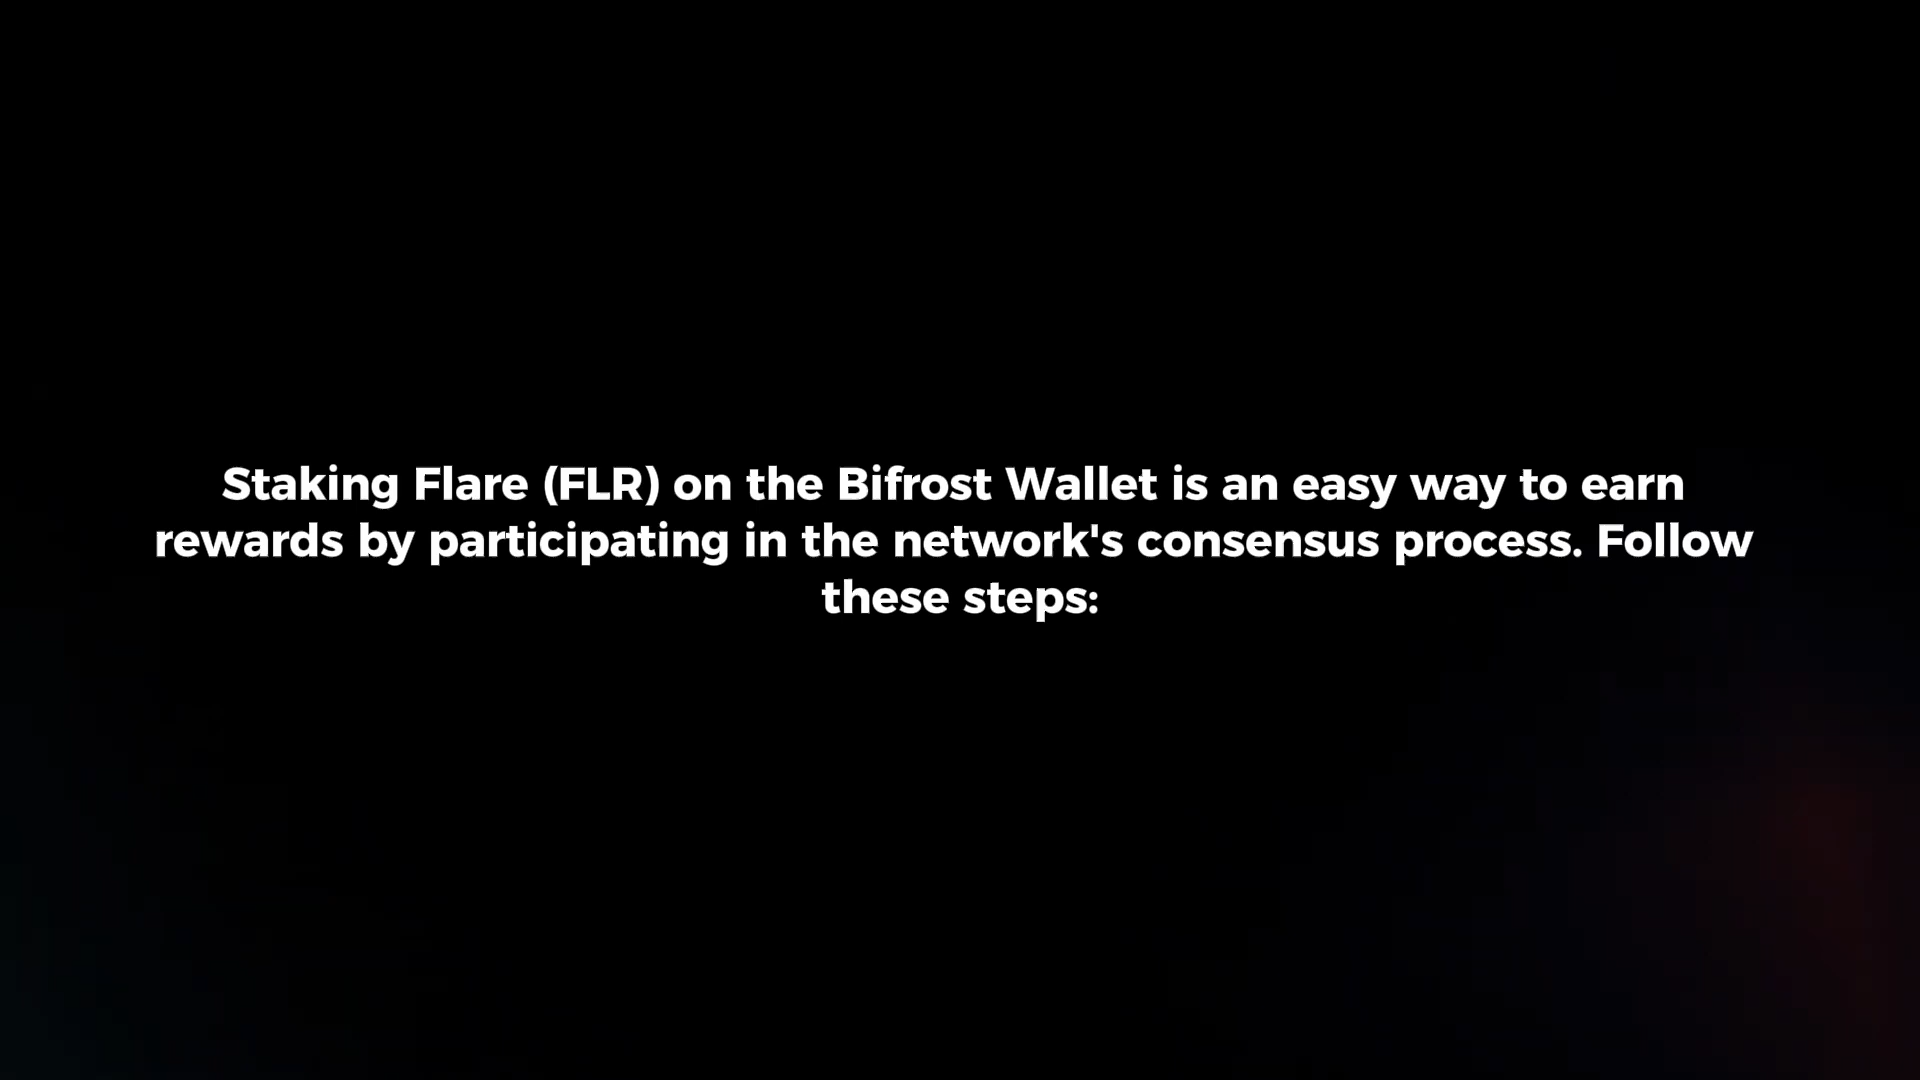 Staking Flare (FLR) on the Bifrost Wallet is an easy way to earn
rewards by participating in the network's consensus process. Follow
these steps: